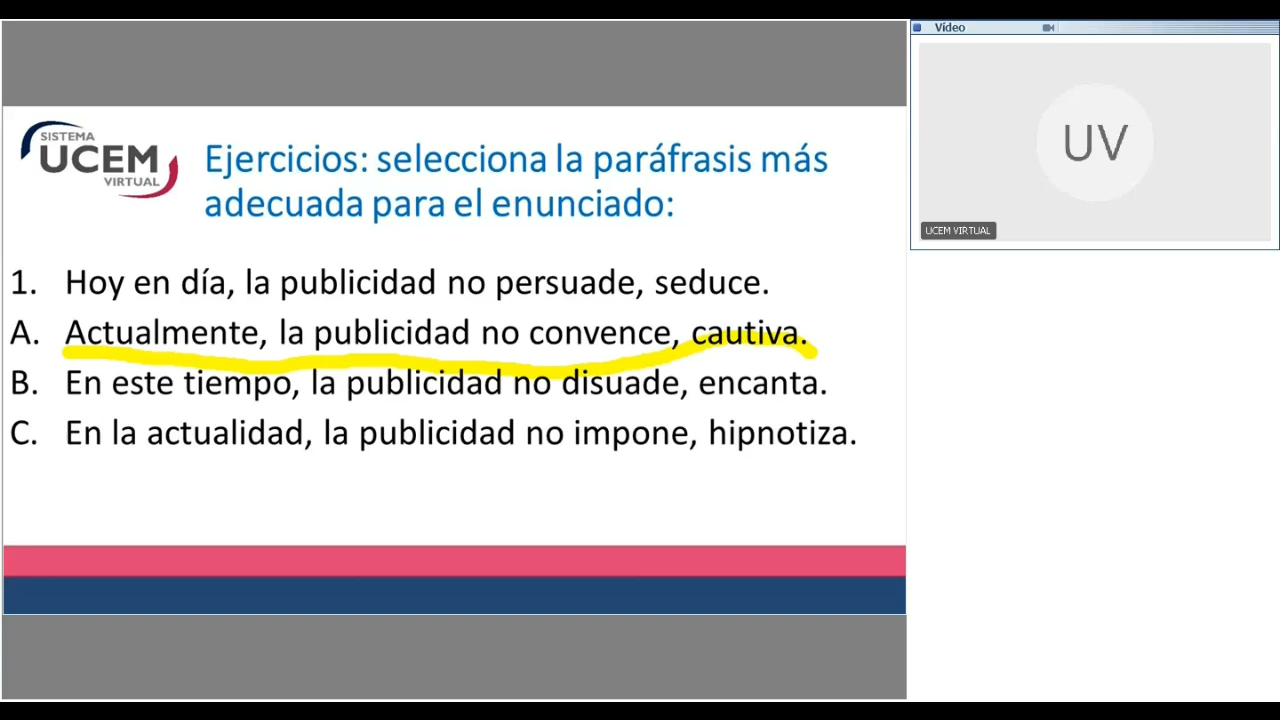 SISTEMA
UCEM
VIRTUAL
Ejercicios: selecciona la paráfrasis más
adecuada para el enunciado:
1. Hoy en día, la publicidad no persuade, seduce.
A. Actualmente, la publicidad no convence, cautiva.
B. En este tiempo, la publicidad no disuade, encanta.
C. En la actualidad, la publicidad no impone, hipnotiza.
Vídeo
UV
UCEM VIRTUAL